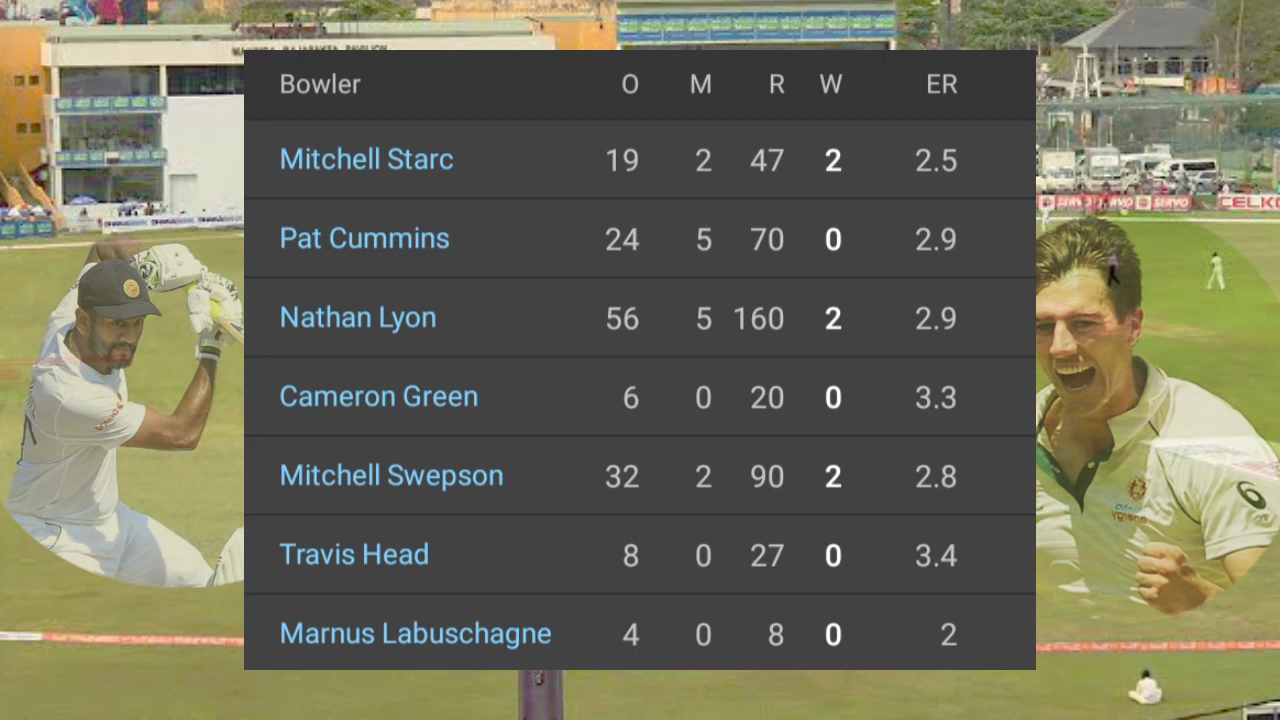 Bowler O M R W ER
Mitchell Starc 19 2 47 2 2.5
Pat Cummins 24 5 70 0 2.9
Nathan Lyon 56 5 160 2 2.9
Cameron Green 6 0 20 0 3.3
Mitchell Swepson 32 2 90 2 2.8
Travis Head 8 0 27 0 3.4
Marnus Labuschagne 4 0 8 0 2
SERVO
SERVO
CELKO